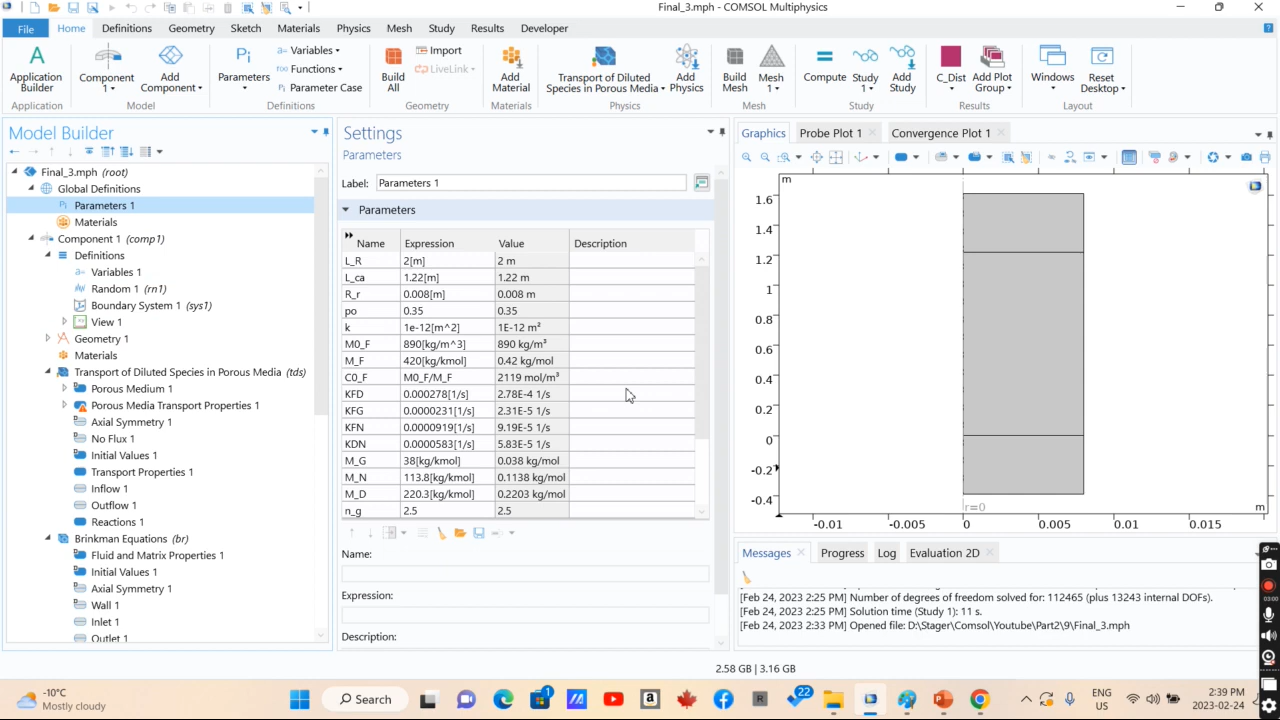 Final_3.mph - COMSOL Multiphysics
File Home Definitions Geometry Sketch Materials Physics Mesh Study Results Developer
Application Builder
Component 1
Add Component
Parameters
a= Variables
f(x) Functions
Pi Parameter Case
Build All
Import
LiveLink
Add Material
Transport of Diluted Species in Porous Media
Add Physics
Build Mesh
Mesh 1
Compute
Study 1
Add Study
C_Dist
Add Plot Group
Windows
Reset Desktop
Application Model Definitions Geometry Materials Physics Mesh Study Results Layout
Model Builder
Final_3.mph (root)
Global Definitions
Pi Parameters 1
Materials
Component 1 (comp1)
Definitions
a= Variables 1
Random 1 (rn1)
Boundary System 1 (sys1)
View 1
Geometry 1
Materials
Transport of Diluted Species in Porous Media (tds)
Porous Medium 1
Porous Media Transport Properties 1
Axial Symmetry 1
No Flux 1
Initial Values 1
Transport Properties 1
Inflow 1
Outflow 1
Reactions 1
Brinkman Equations (br)
Fluid and Matrix Properties 1
Initial Values 1
Axial Symmetry 1
Wall 1
Inlet 1
Outlet 1
Settings
Parameters
Label: Parameters 1
Parameters
Name Expression Value Description
L_R 2[m] 2 m
L_ca 1.22[m] 1.22 m
R_r 0.008[m] 0.008 m
po 0.35 0.35
k 1e-12[m^2] 1E-12 m²
M0_F 890[kg/m^3] 890 kg/m³
M_F 420[kg/kmol] 0.42 kg/mol
C0_F M0_F/M_F 2119 mol/m³
KFD 0.000278[1/s] 2.78E-4 1/s
KFG 0.0000231[1/s] 2.31E-5 1/s
KFN 0.0000919[1/s] 9.19E-5 1/s
KDN 0.0000583[1/s] 5.83E-5 1/s
M_G 38[kg/kmol] 0.038 kg/mol
M_N 113.8[kg/kmol] 0.1138 kg/mol
M_D 220.3[kg/kmol] 0.2203 kg/mol
n_g 2.5 2.5
Name:
Expression:
Description:
Graphics Probe Plot 1 Convergence Plot 1
m
1.6
1.4
1.2
1
0.8
0.6
0.4
0.2
0
-0.2
-0.4
r=0
m
-0.01 -0.005 0 0.005 0.01 0.015
Messages Progress Log Evaluation 2D
[Feb 24, 2023 2:25 PM] Number of degrees of freedom solved for: 112465 (plus 13243 internal DOFs).
[Feb 24, 2023 2:25 PM] Solution time (Study 1): 11 s.
[Feb 24, 2023 2:33 PM] Opened file: D:\Stager\Comsol\Youtube\Part2\9\Final_3.mph
03:00
2.58 GB | 3.16 GB
-10°C
Mostly cloudy
Search
22
ENG
US
2:39 PM
2023-02-24